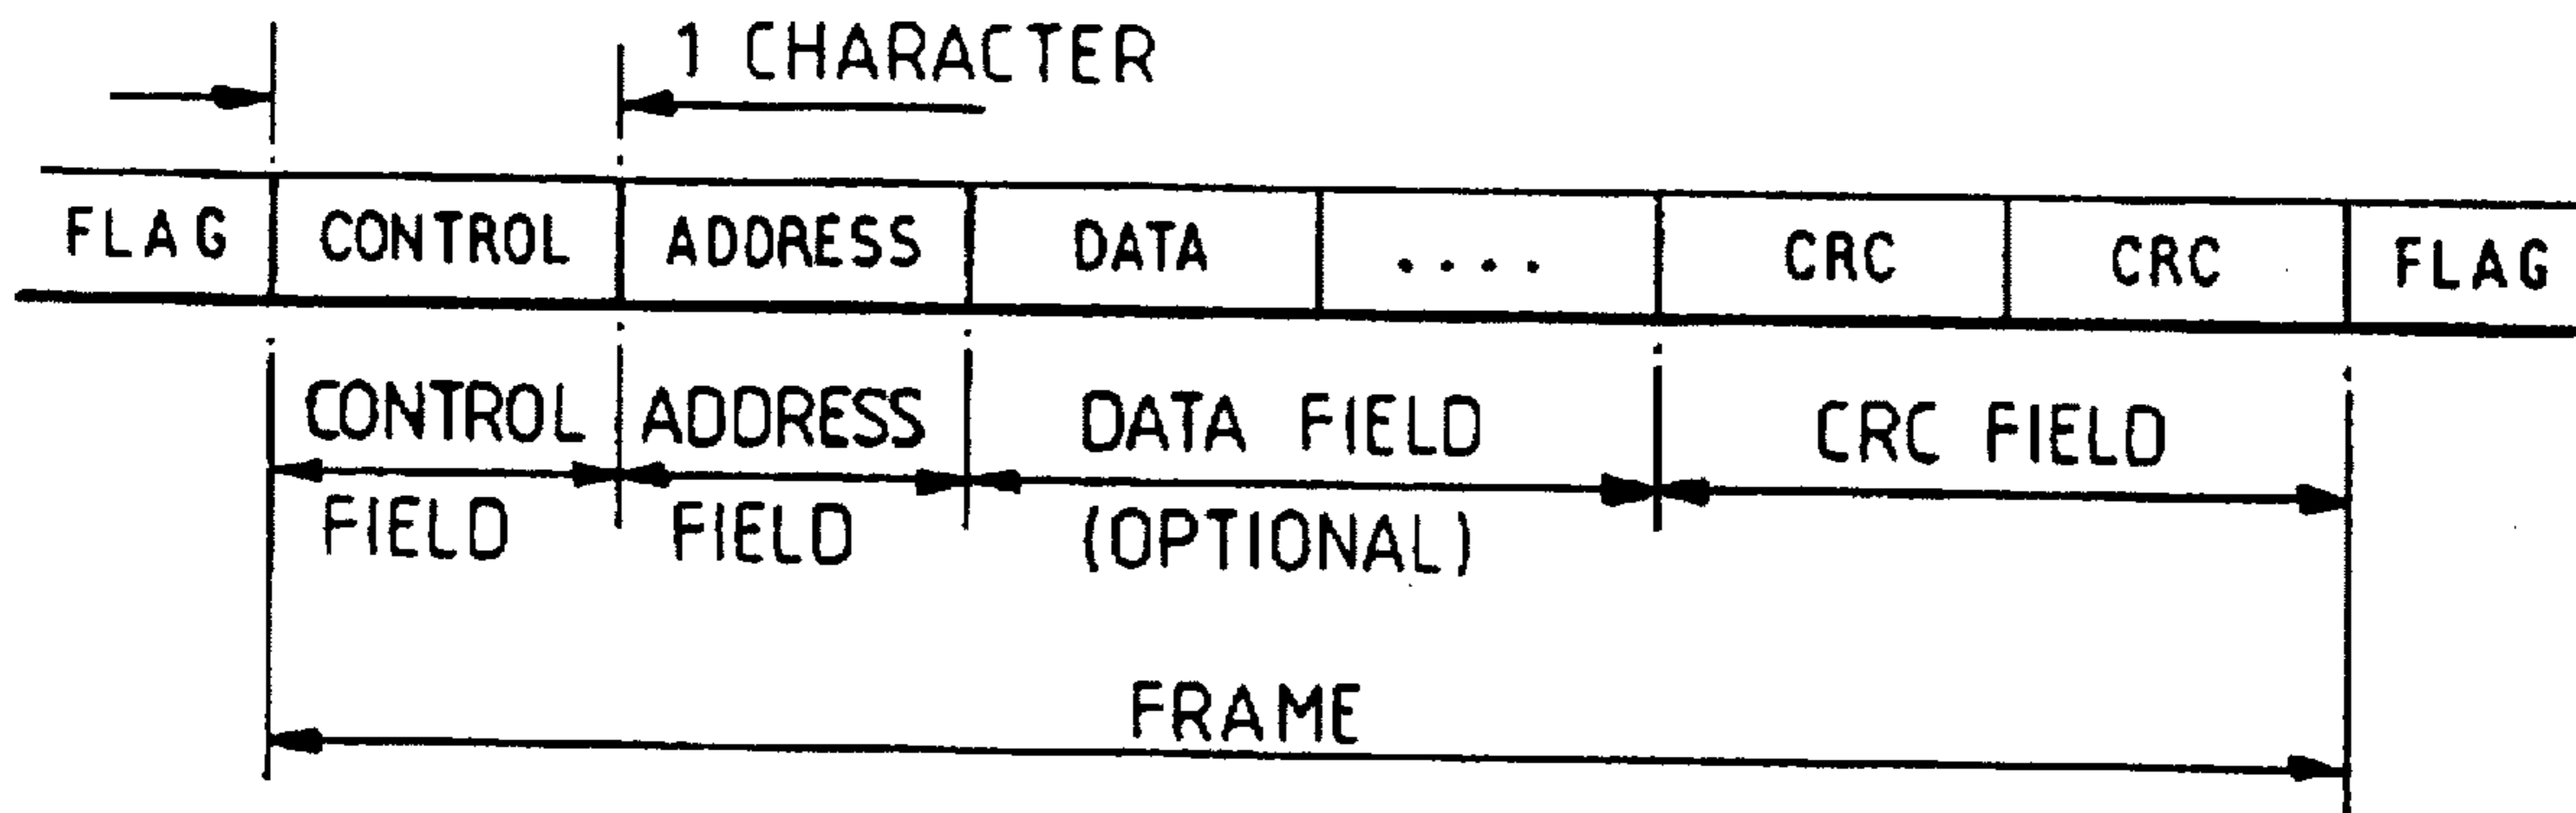 1 CHARACTER
FLAG CONTROL ADDRESS DATA .... CRC CRC FLAG
CONTROL FIELD
ADDRESS FIELD
DATA FIELD (OPTIONAL)
CRC FIELD
FRAME